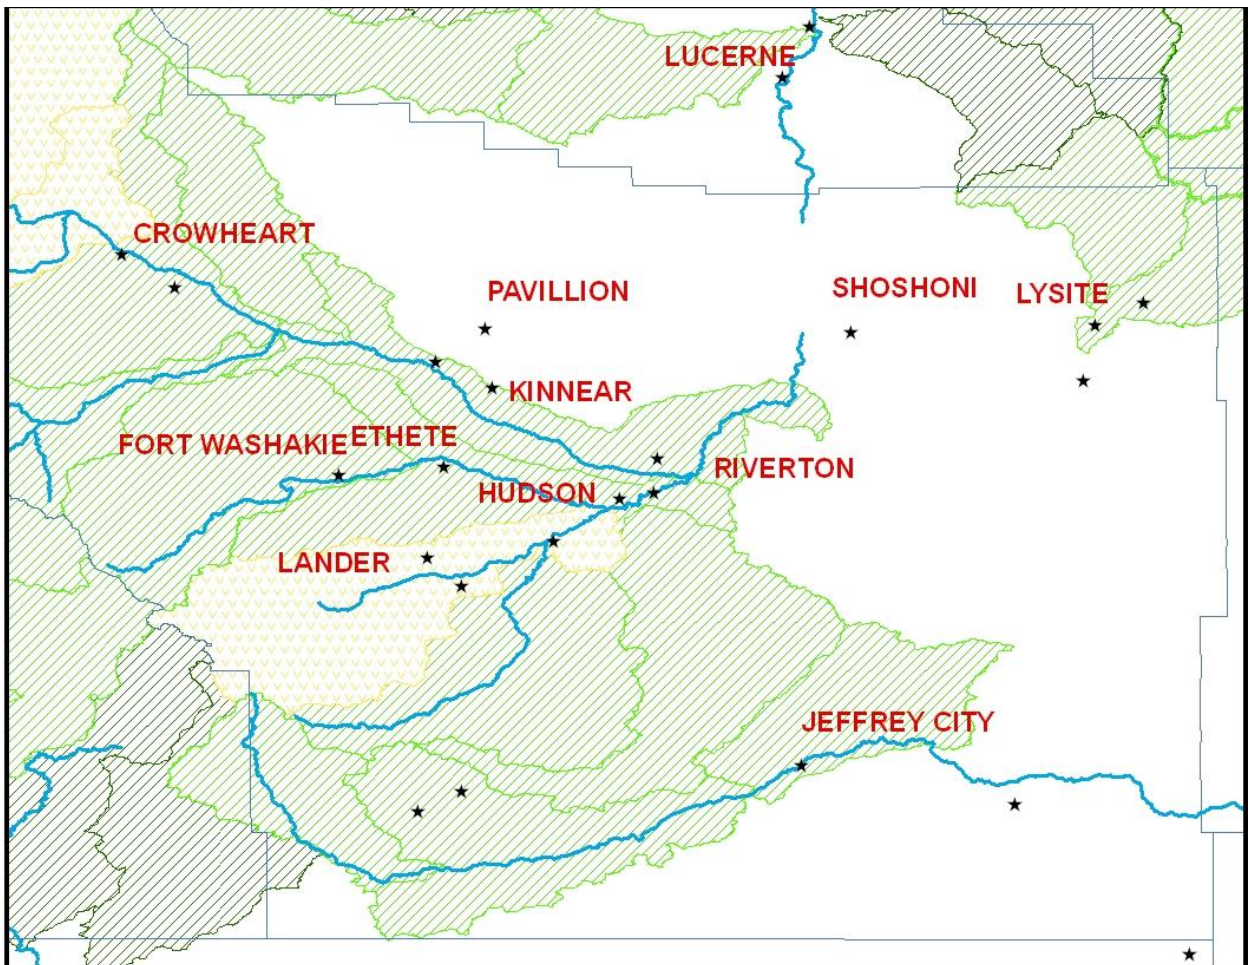 LUCERNE
CROWHEART
PAVILLION
SHOSHONI
LYSITE
KINNEAR
FORT WASHAKIE
ETHETE
RIVERTON
HUDSON
LANDER
JEFFREY CITY